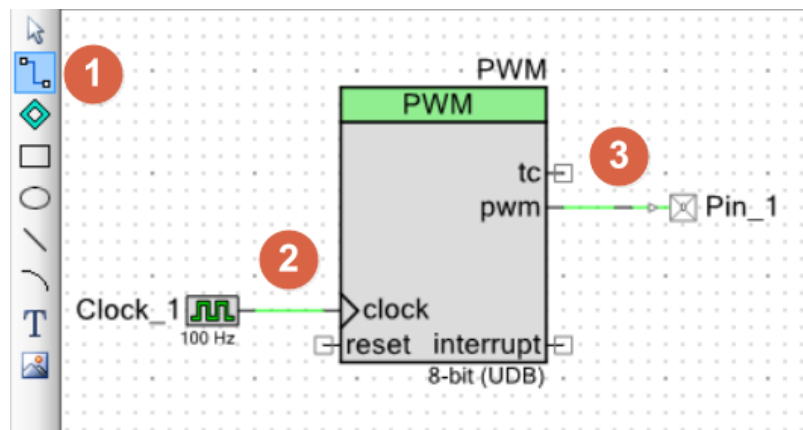 1
PWM
PWM
tc
3
pwm
Pin_1
2
Clock_1
clock
100 Hz
reset
interrupt
8-bit (UDB)
T